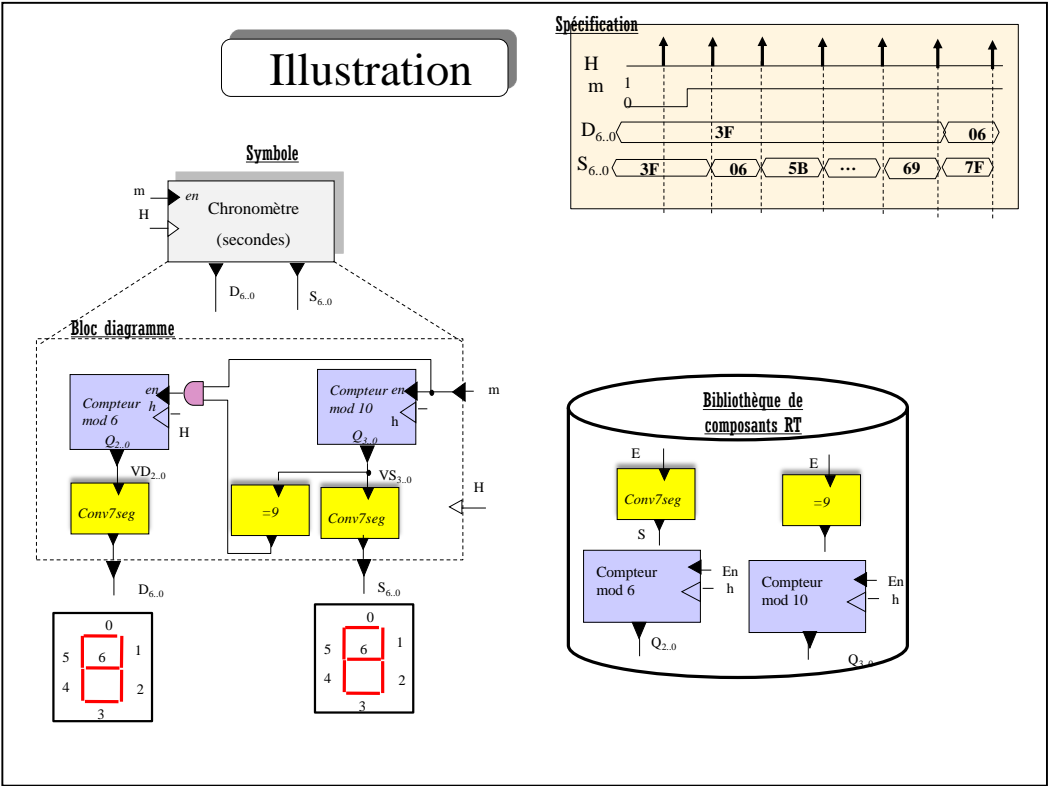 Illustration
Spécification
H
m 1
0
D6..0 3F 06
S6..0 3F 06 5B ... 69 7F
Symbole
m en
H
Chronomètre
(secondes)
D6..0 S6..0
Bloc diagramme
Compteur
mod 6
en
h
Q2..0
H
VD2..0
Conv7seg
Compteur
mod 10
en
h
Q3..0
m
VS3..0
=9
Conv7seg
H
D6..0
S6..0
0
5 6 1
4 2
3
0
5 6 1
4 2
3
Bibliothèque de
composants RT
E
Conv7seg
S
E
=9
Compteur
mod 6
En
h
Q2..0
Compteur
mod 10
En
h
Q3..0